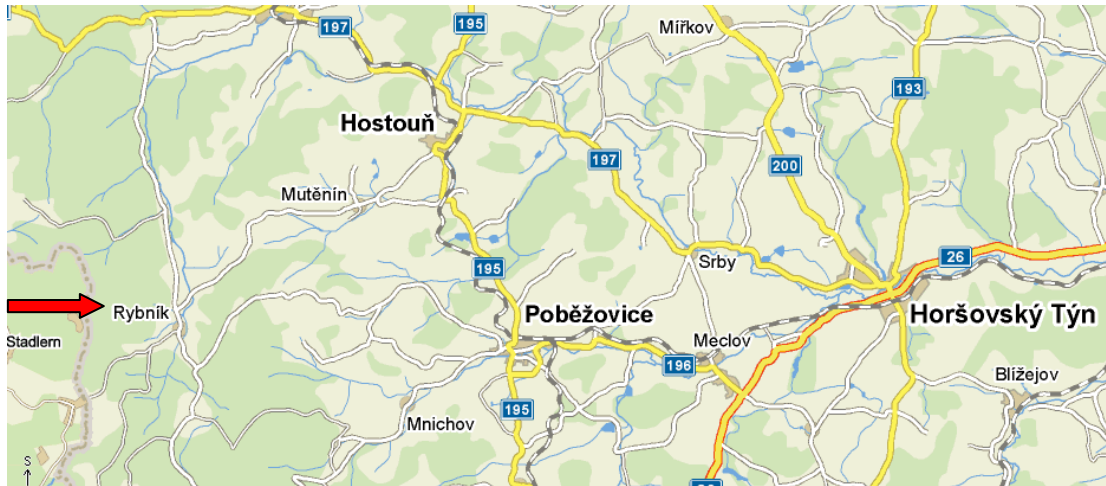 197
195
Mířkov
193
Hostouň
197
200
Mutěnín
Srby
26
195
Rybník
Poběžovice
Horšovský Týn
Stadlern
Meclov
196
Blížejov
195
Mnichov
S